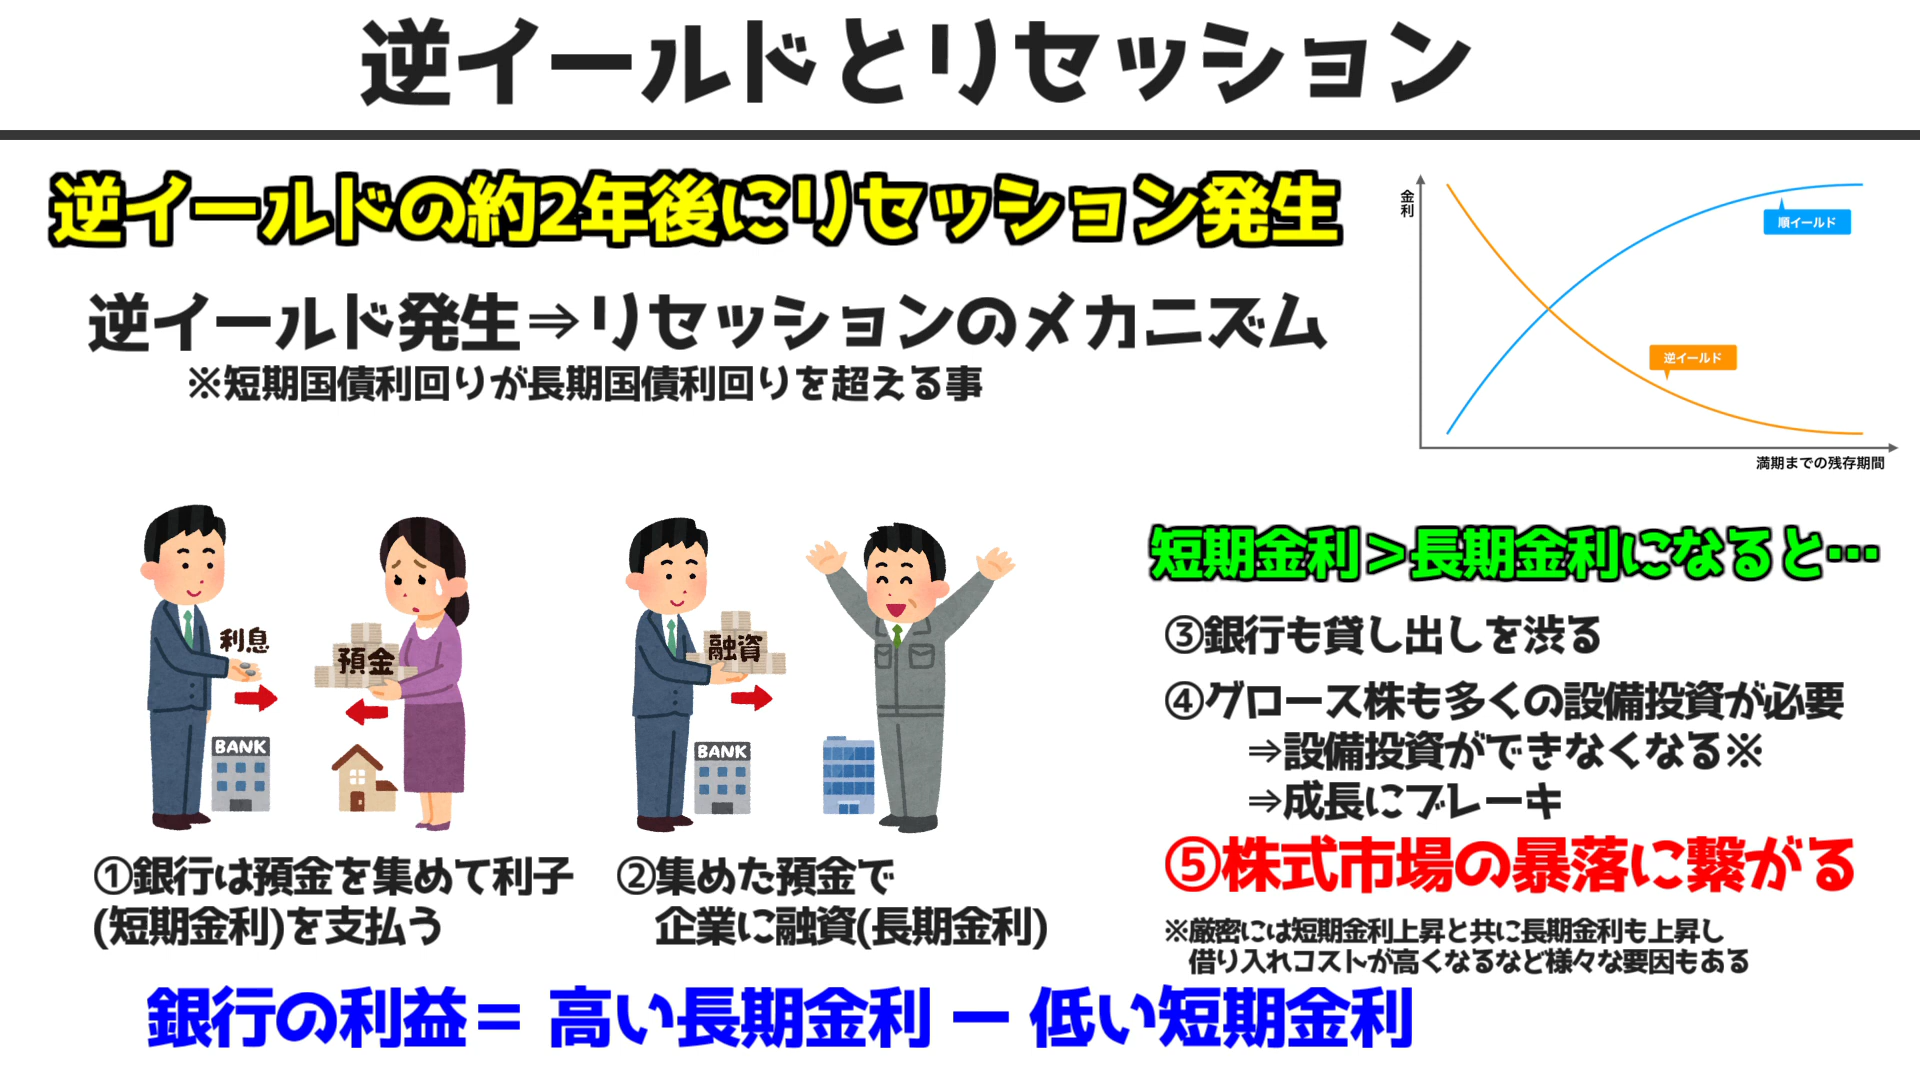 逆イールドとリセッション
逆イールドの約2年後にリセッション発生
逆イールド発生⇒リセッションのメカニズム
※短期国債利回りが長期国債利回りを超える事
金利
順イールド
逆イールド
満期までの残存期間
利息
預金
BANK
融資
BANK
①銀行は預金を集めて利子
(短期金利)を支払う
②集めた預金で
企業に融資(長期金利)
短期金利＞長期金利になると…
③銀行も貸し出しを渋る
④グロース株も多くの設備投資が必要
⇒設備投資ができなくなる※
⇒成長にブレーキ
⑤株式市場の暴落に繋がる
※厳密には短期金利上昇と共に長期金利も上昇し
借り入れコストが高くなるなど様々な要因もある
銀行の利益＝ 高い長期金利 － 低い短期金利